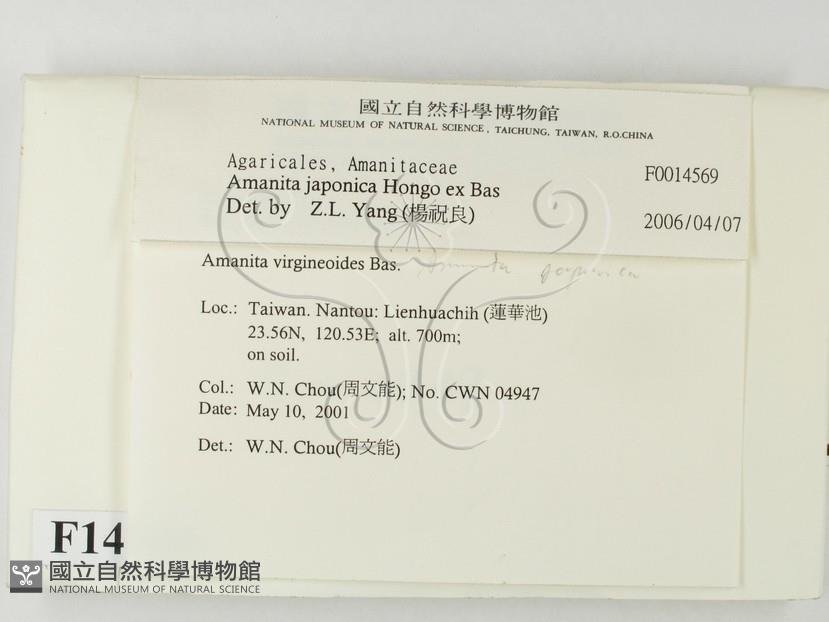 國立自然科學博物館
NATIONAL MUSEUM OF NATURAL SCIENCE, TAICHUNG, TAIWAN, R.O.CHINA
Agaricales, Amanitaceae
F0014569
Amanita japonica Hongo ex Bas
Det. by Z.L. Yang (楊祝良)
2006/04/07
Amanita virgineoides Bas. Amanita japonica
Loc.: Taiwan. Nantou: Lienhuachih (蓮華池)
23.56N, 120.53E; alt. 700m;
on soil.
Col.: W.N. Chou(周文能); No. CWN 04947
Date: May 10, 2001
Det.: W.N. Chou(周文能)
F14
國立自然科學博物館
NATIONAL MUSEUM OF NATURAL SCIENCE